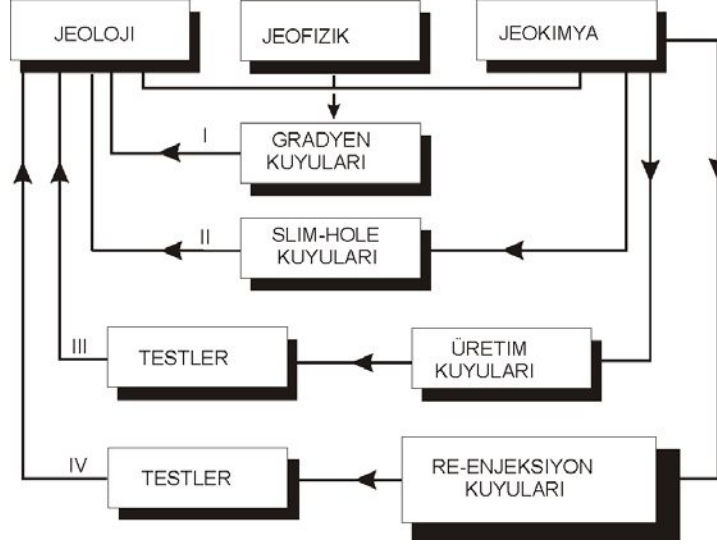 JEOLOJI
JEOFIZIK
JEOKIMYA
I
GRADYEN
KUYULARI
II
SLIM-HOLE
KUYULARI
III
TESTLER
ÜRETIM
KUYULARI
IV
TESTLER
RE-ENJEKSIYON
KUYULARI